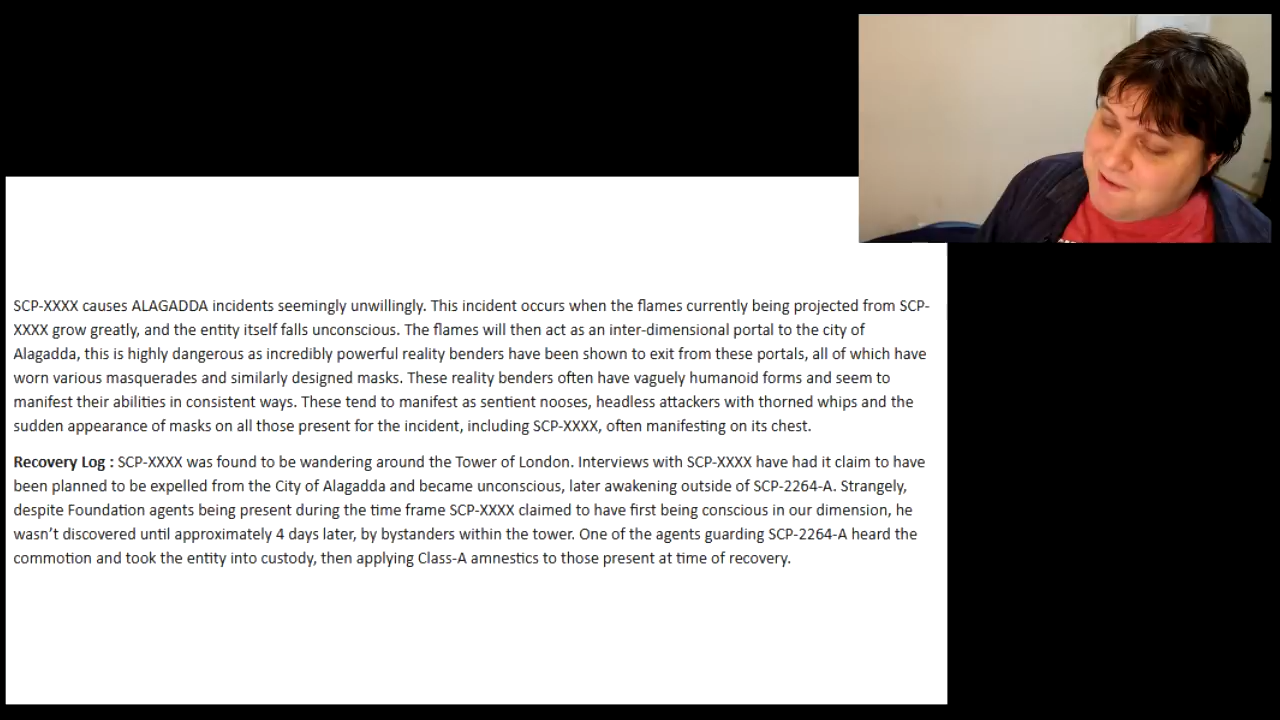 SCP-XXXX causes ALAGADDA incidents seemingly unwillingly. This incident occurs when the flames currently being projected from SCP-
XXXX grow greatly, and the entity itself falls unconscious. The flames will then act as an inter-dimensional portal to the city of
Alagadda, this is highly dangerous as incredibly powerful reality benders have been shown to exit from these portals, all of which have
worn various masquerades and similarly designed masks. These reality benders often have vaguely humanoid forms and seem to
manifest their abilities in consistent ways. These tend to manifest as sentient nooses, headless attackers with thorned whips and the
sudden appearance of masks on all those present for the incident, including SCP-XXXX, often manifesting on its chest.
Recovery Log : SCP-XXXX was found to be wandering around the Tower of London. Interviews with SCP-XXXX have had it claim to have
been planned to be expelled from the City of Alagadda and became unconscious, later awakening outside of SCP-2264-A. Strangely,
despite Foundation agents being present during the time frame SCP-XXXX claimed to have first being conscious in our dimension, he
wasn't discovered until approximately 4 days later, by bystanders within the tower. One of the agents guarding SCP-2264-A heard the
commotion and took the entity into custody, then applying Class-A amnestics to those present at time of recovery.